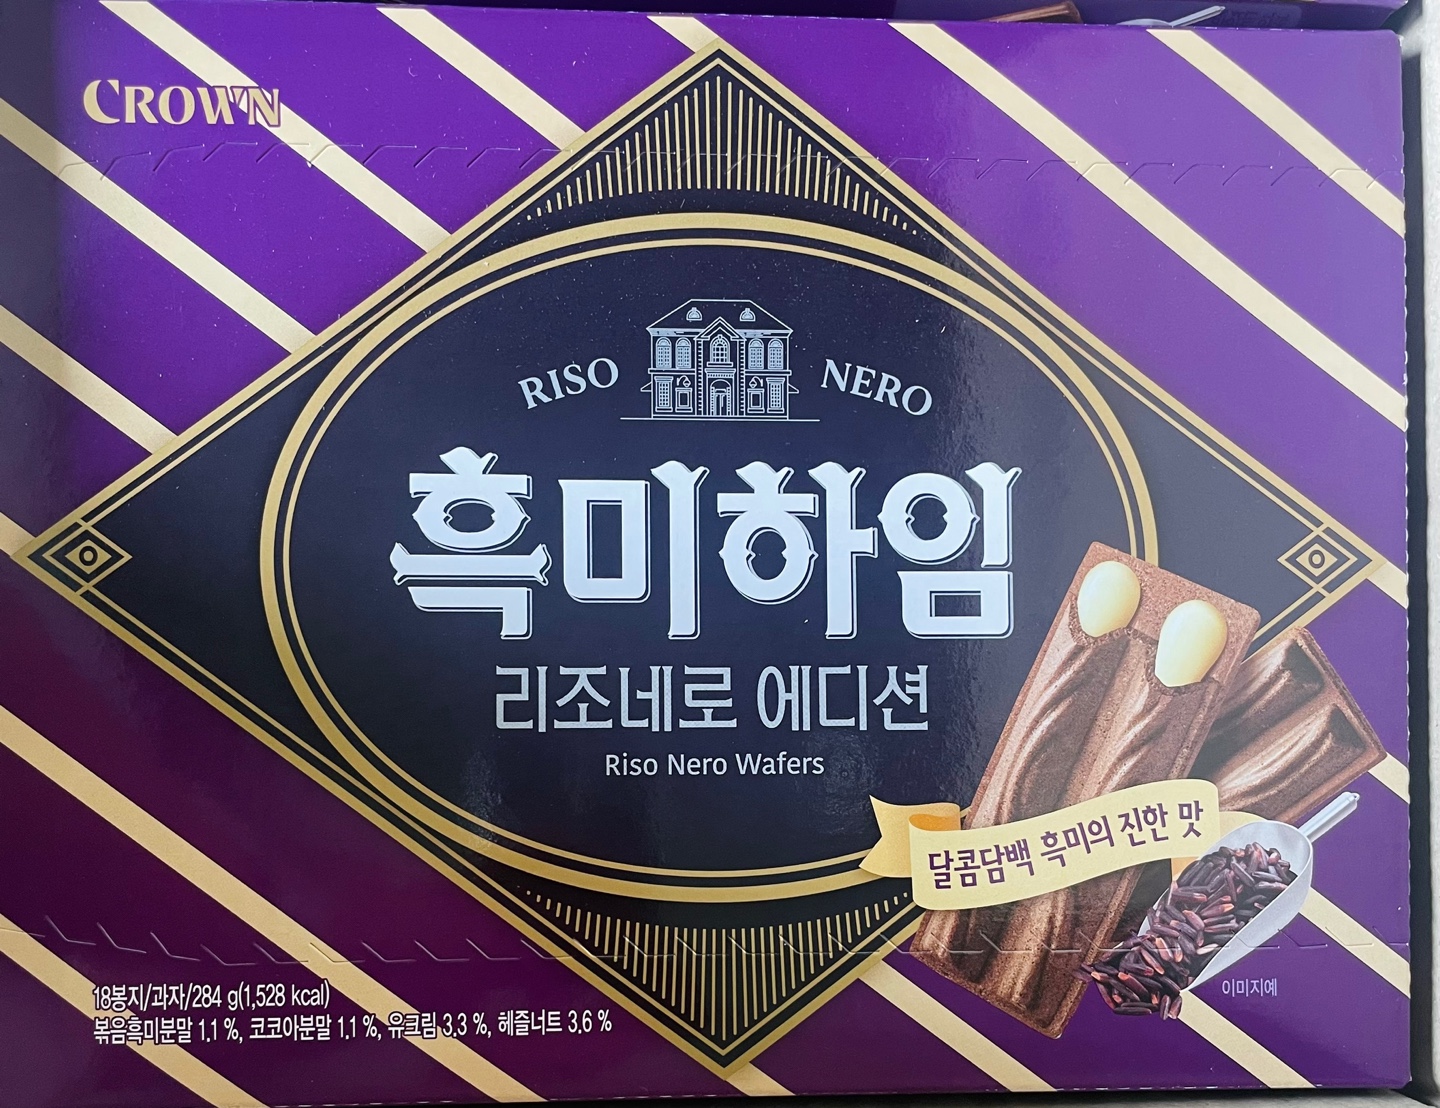 CROWN
RISO NERO
흑미하임
리조네로 에디션
Riso Nero Wafers
달콤담백 흑미의 진한 맛
이미지예
18봉지/과자/284 g(1,528 kcal)
볶음흑미분말 1.1 %, 코코아분말 1.1 %, 유크림 3.3 %, 헤즐너트 3.6 %